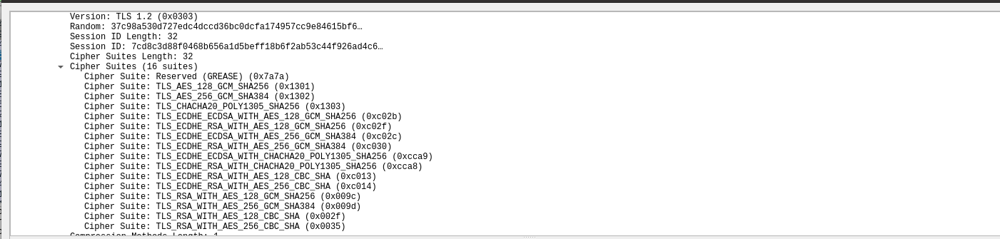 Version: TLS 1.2 (0x0303)
Random: 37c98a530d727edc4dccd36bc0dcfa174957cc9e84615bf6…
Session ID Length: 32
Session ID: 7cd8c3d88f0468b656a1d5beff18b6f2ab53c44f926ad4c6…
Cipher Suites Length: 32
Cipher Suites (16 suites)
Cipher Suite: Reserved (GREASE) (0x7a7a)
Cipher Suite: TLS_AES_128_GCM_SHA256 (0x1301)
Cipher Suite: TLS_AES_256_GCM_SHA384 (0x1302)
Cipher Suite: TLS_CHACHA20_POLY1305_SHA256 (0x1303)
Cipher Suite: TLS_ECDHE_ECDSA_WITH_AES_128_GCM_SHA256 (0xc02b)
Cipher Suite: TLS_ECDHE_RSA_WITH_AES_128_GCM_SHA256 (0xc02f)
Cipher Suite: TLS_ECDHE_ECDSA_WITH_AES_256_GCM_SHA384 (0xc02c)
Cipher Suite: TLS_ECDHE_RSA_WITH_AES_256_GCM_SHA384 (0xc030)
Cipher Suite: TLS_ECDHE_ECDSA_WITH_CHACHA20_POLY1305_SHA256 (0xcca9)
Cipher Suite: TLS_ECDHE_RSA_WITH_CHACHA20_POLY1305_SHA256 (0xcca8)
Cipher Suite: TLS_ECDHE_RSA_WITH_AES_128_CBC_SHA (0xc013)
Cipher Suite: TLS_ECDHE_RSA_WITH_AES_256_CBC_SHA (0xc014)
Cipher Suite: TLS_RSA_WITH_AES_128_GCM_SHA256 (0x009c)
Cipher Suite: TLS_RSA_WITH_AES_256_GCM_SHA384 (0x009d)
Cipher Suite: TLS_RSA_WITH_AES_128_CBC_SHA (0x002f)
Cipher Suite: TLS_RSA_WITH_AES_256_CBC_SHA (0x0035)
Compression Methods Length: 1